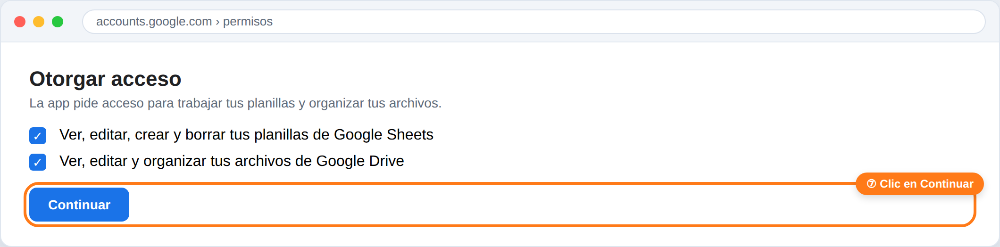 accounts.google.com › permisos
Otorgar acceso
La app pide acceso para trabajar tus planillas y organizar tus archivos.
✓ Ver, editar, crear y borrar tus planillas de Google Sheets
✓ Ver, editar y organizar tus archivos de Google Drive
⑦ Clic en Continuar
Continuar